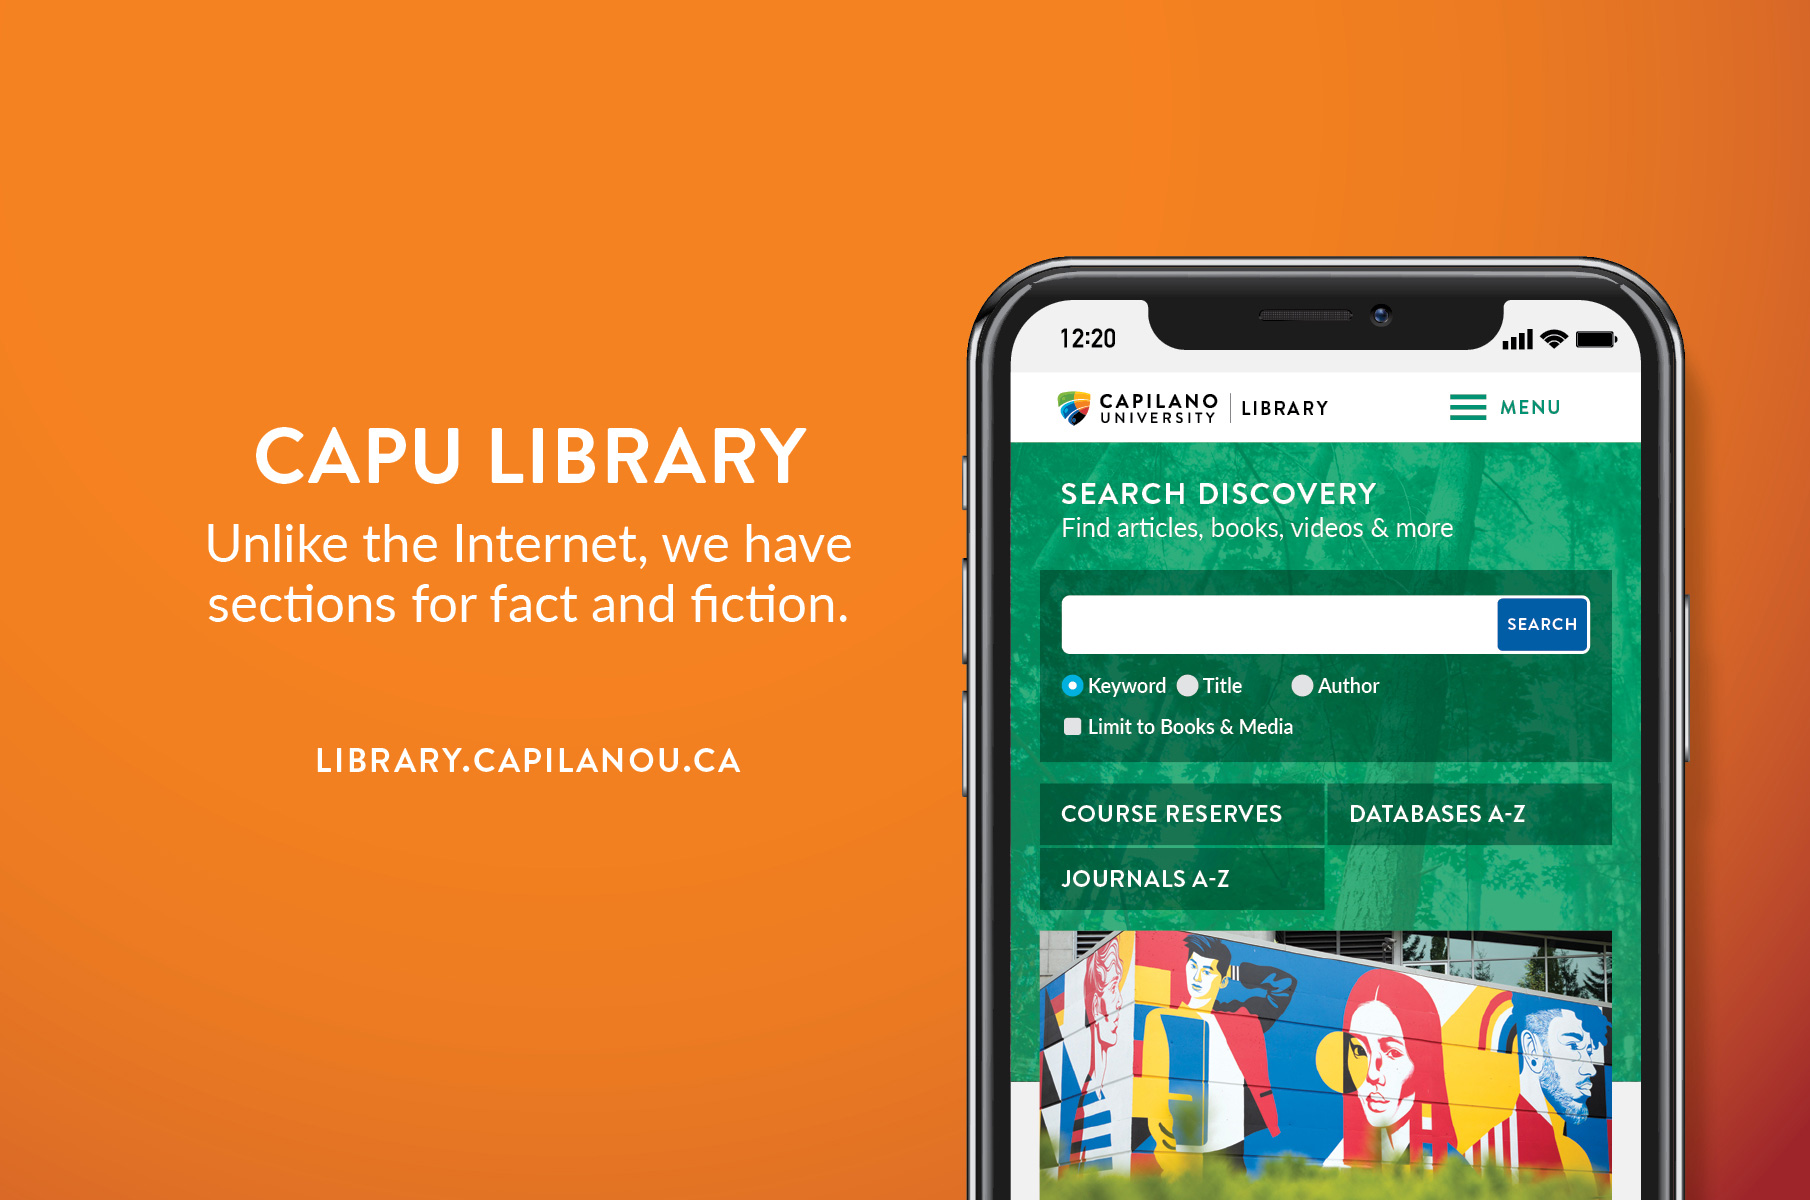 CAPU LIBRARY
Unlike the Internet, we have
sections for fact and fiction.
LIBRARY.CAPILANOU.CA
12:20
CAPILANO
UNIVERSITY
LIBRARY
MENU
SEARCH DISCOVERY
Find articles, books, videos & more
SEARCH
Keyword Title Author
Limit to Books & Media
COURSE RESERVES DATABASES A-Z
JOURNALS A-Z